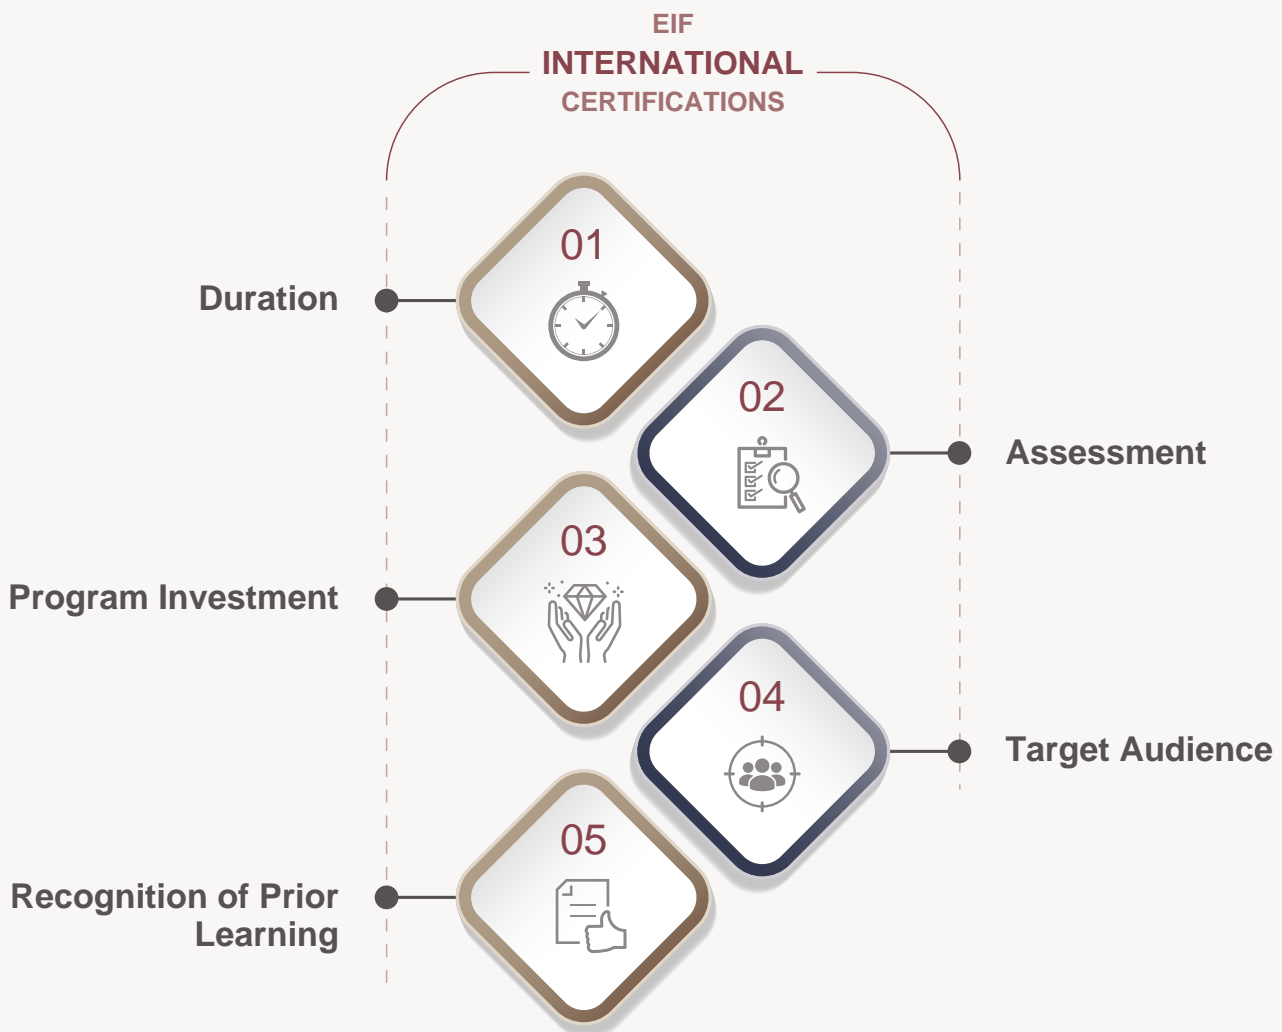 EIF
INTERNATIONAL
CERTIFICATIONS
01
Duration
02
Assessment
03
Program Investment
04
Target Audience
05
Recognition of Prior
Learning